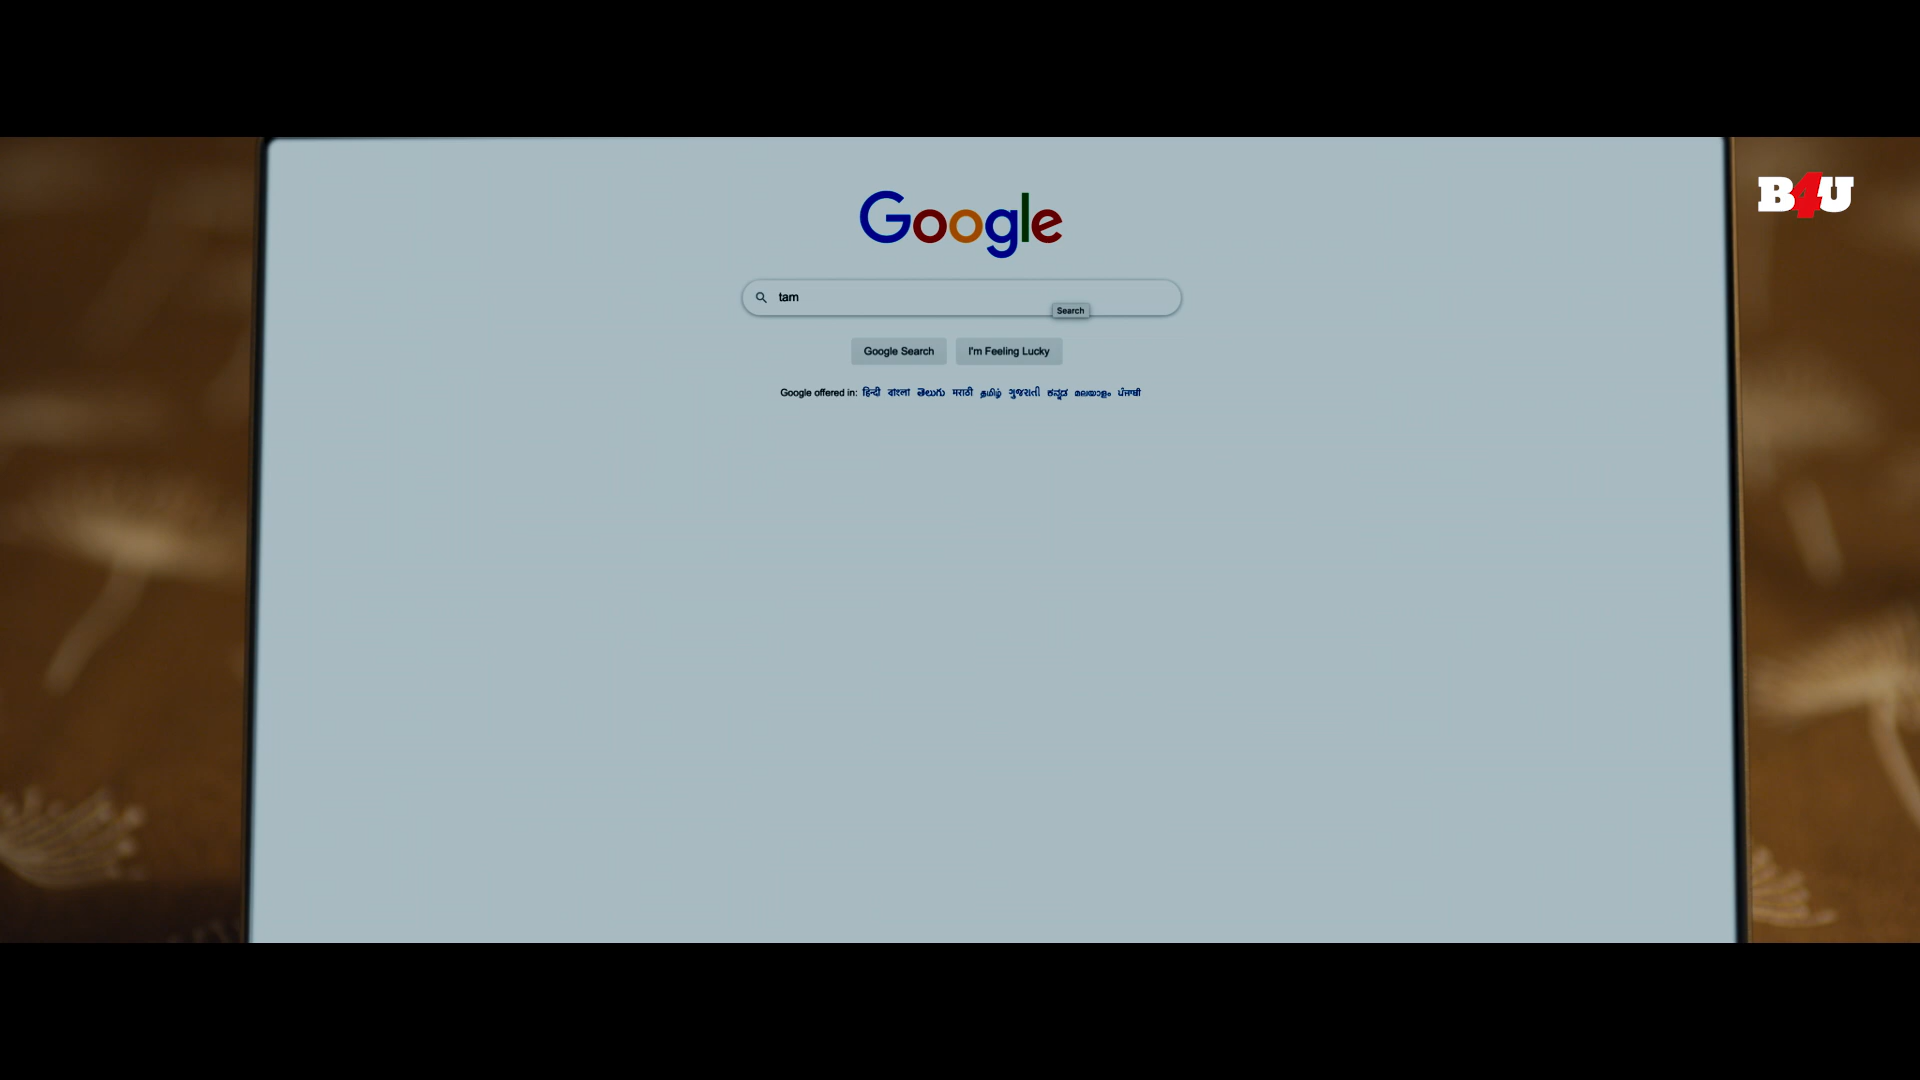 B4U
Google
tam
Search
Google Search I'm Feeling Lucky
Google offered in: हिन्दी বাংলা తెలుగు मराठी தமிழ் ગુજરાતી ಕನ್ನಡ മലയാളം ਪੰਜਾਬੀ